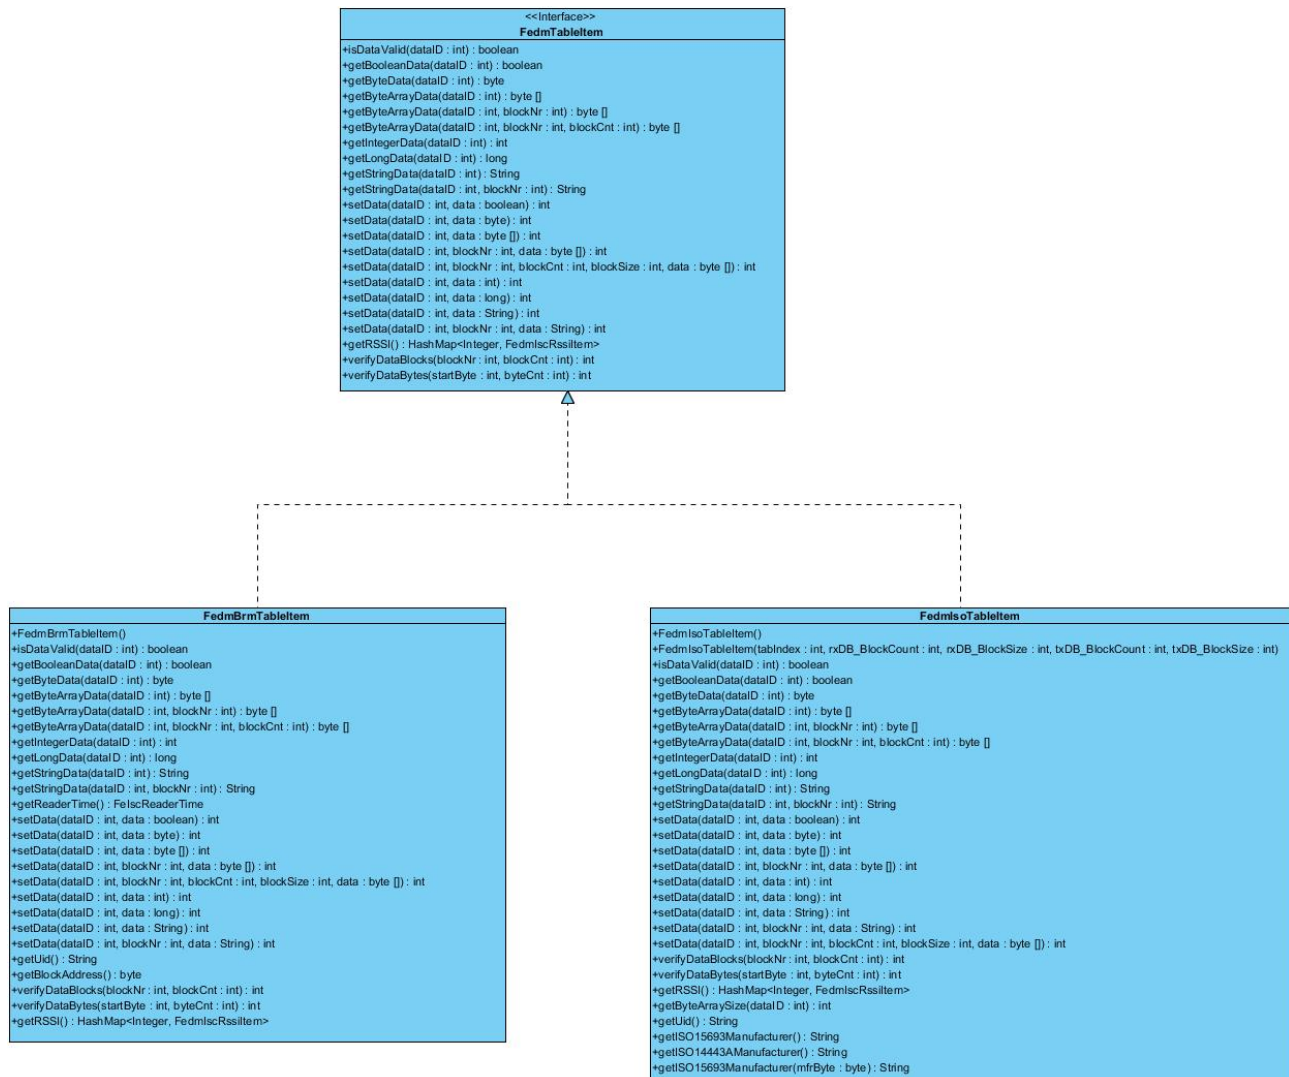 <<Interface>>
FedmTableItem
+isDataValid(dataID : int) : boolean
+getBooleanData(dataID : int) : boolean
+getByteData(dataID : int) : byte
+getByteArrayData(dataID : int) : byte []
+getByteArrayData(dataID : int, blockNr : int) : byte []
+getByteArrayData(dataID : int, blockNr : int, blockCnt : int) : byte []
+getIntegerData(dataID : int) : int
+getLongData(dataID : int) : long
+getStringData(dataID : int) : String
+getStringData(dataID : int, blockNr : int) : String
+setData(dataID : int, data : boolean) : int
+setData(dataID : int, data : byte) : int
+setData(dataID : int, data : byte []) : int
+setData(dataID : int, blockNr : int, data : byte []) : int
+setData(dataID : int, blockNr : int, blockCnt : int, blockSize : int, data : byte []) : int
+setData(dataID : int, data : int) : int
+setData(dataID : int, data : long) : int
+setData(dataID : int, data : String) : int
+setData(dataID : int, blockNr : int, data : String) : int
+getRSSI() : HashMap<Integer, FedmIscRssiItem>
+verifyDataBlocks(blockNr : int, blockCnt : int) : int
+verifyDataBytes(startByte : int, byteCnt : int) : int
FedmBrmTableItem
+FedmBrmTableItem()
+isDataValid(dataID : int) : boolean
+getBooleanData(dataID : int) : boolean
+getByteData(dataID : int) : byte
+getByteArrayData(dataID : int) : byte []
+getByteArrayData(dataID : int, blockNr : int) : byte []
+getByteArrayData(dataID : int, blockNr : int, blockCnt : int) : byte []
+getIntegerData(dataID : int) : int
+getLongData(dataID : int) : long
+getStringData(dataID : int) : String
+getStringData(dataID : int, blockNr : int) : String
+getReaderTime() : FeIscReaderTime
+setData(dataID : int, data : boolean) : int
+setData(dataID : int, data : byte) : int
+setData(dataID : int, data : byte []) : int
+setData(dataID : int, blockNr : int, data : byte []) : int
+setData(dataID : int, blockNr : int, blockCnt : int, blockSize : int, data : byte []) : int
+setData(dataID : int, data : int) : int
+setData(dataID : int, data : long) : int
+setData(dataID : int, data : String) : int
+setData(dataID : int, blockNr : int, data : String) : int
+getUid() : String
+getBlockAddress() : byte
+verifyDataBlocks(blockNr : int, blockCnt : int) : int
+verifyDataBytes(startByte : int, byteCnt : int) : int
+getRSSI() : HashMap<Integer, FedmIscRssiItem>
FedmIsoTableItem
+FedmIsoTableItem()
+FedmIsoTableItem(tabIndex : int, rxDB_BlockCount : int, rxDB_BlockSize : int, txDB_BlockCount : int, txDB_BlockSize : int)
+isDataValid(dataID : int) : boolean
+getBooleanData(dataID : int) : boolean
+getByteData(dataID : int) : byte
+getByteArrayData(dataID : int) : byte []
+getByteArrayData(dataID : int, blockNr : int) : byte []
+getByteArrayData(dataID : int, blockNr : int, blockCnt : int) : byte []
+getIntegerData(dataID : int) : int
+getLongData(dataID : int) : long
+getStringData(dataID : int) : String
+getStringData(dataID : int, blockNr : int) : String
+setData(dataID : int, data : boolean) : int
+setData(dataID : int, data : byte) : int
+setData(dataID : int, data : byte []) : int
+setData(dataID : int, blockNr : int, data : byte []) : int
+setData(dataID : int, data : int) : int
+setData(dataID : int, data : long) : int
+setData(dataID : int, data : String) : int
+setData(dataID : int, blockNr : int, data : String) : int
+setData(dataID : int, blockNr : int, blockCnt : int, blockSize : int, data : byte []) : int
+verifyDataBlocks(blockNr : int, blockCnt : int) : int
+verifyDataBytes(startByte : int, byteCnt : int) : int
+getRSSI() : HashMap<Integer, FedmIscRssiItem>
+getByteArraySize(dataID : int) : int
+getUid() : String
+getISO15693Manufacturer() : String
+getISO14443AManufacturer() : String
+getISO15693Manufacturer(mfrByte : byte) : String